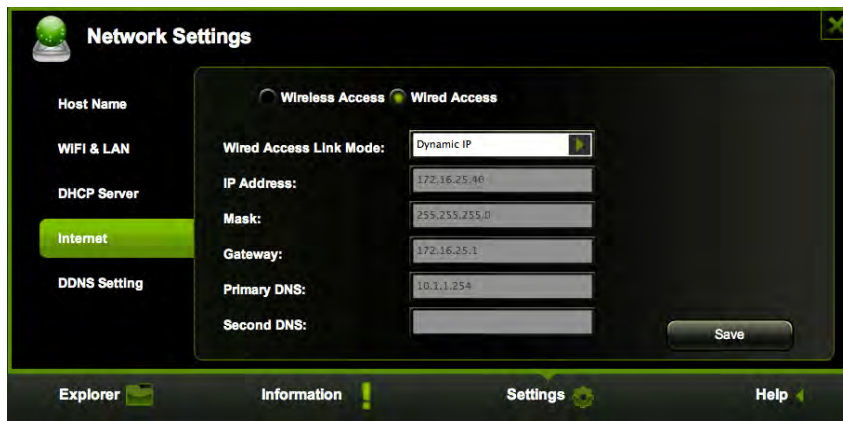 Network Settings
Wireless Access Wired Access
Host Name
WiFi & LAN
DHCP Server
Internet
DDNS Setting
Wired Access Link Mode: Dynamic IP
IP Address: 172.16.25.40
Mask: 255.255.255.0
Gateway: 172.16.25.1
Primary DNS: 10.1.1.254
Second DNS:
Save
Explorer Information Settings Help